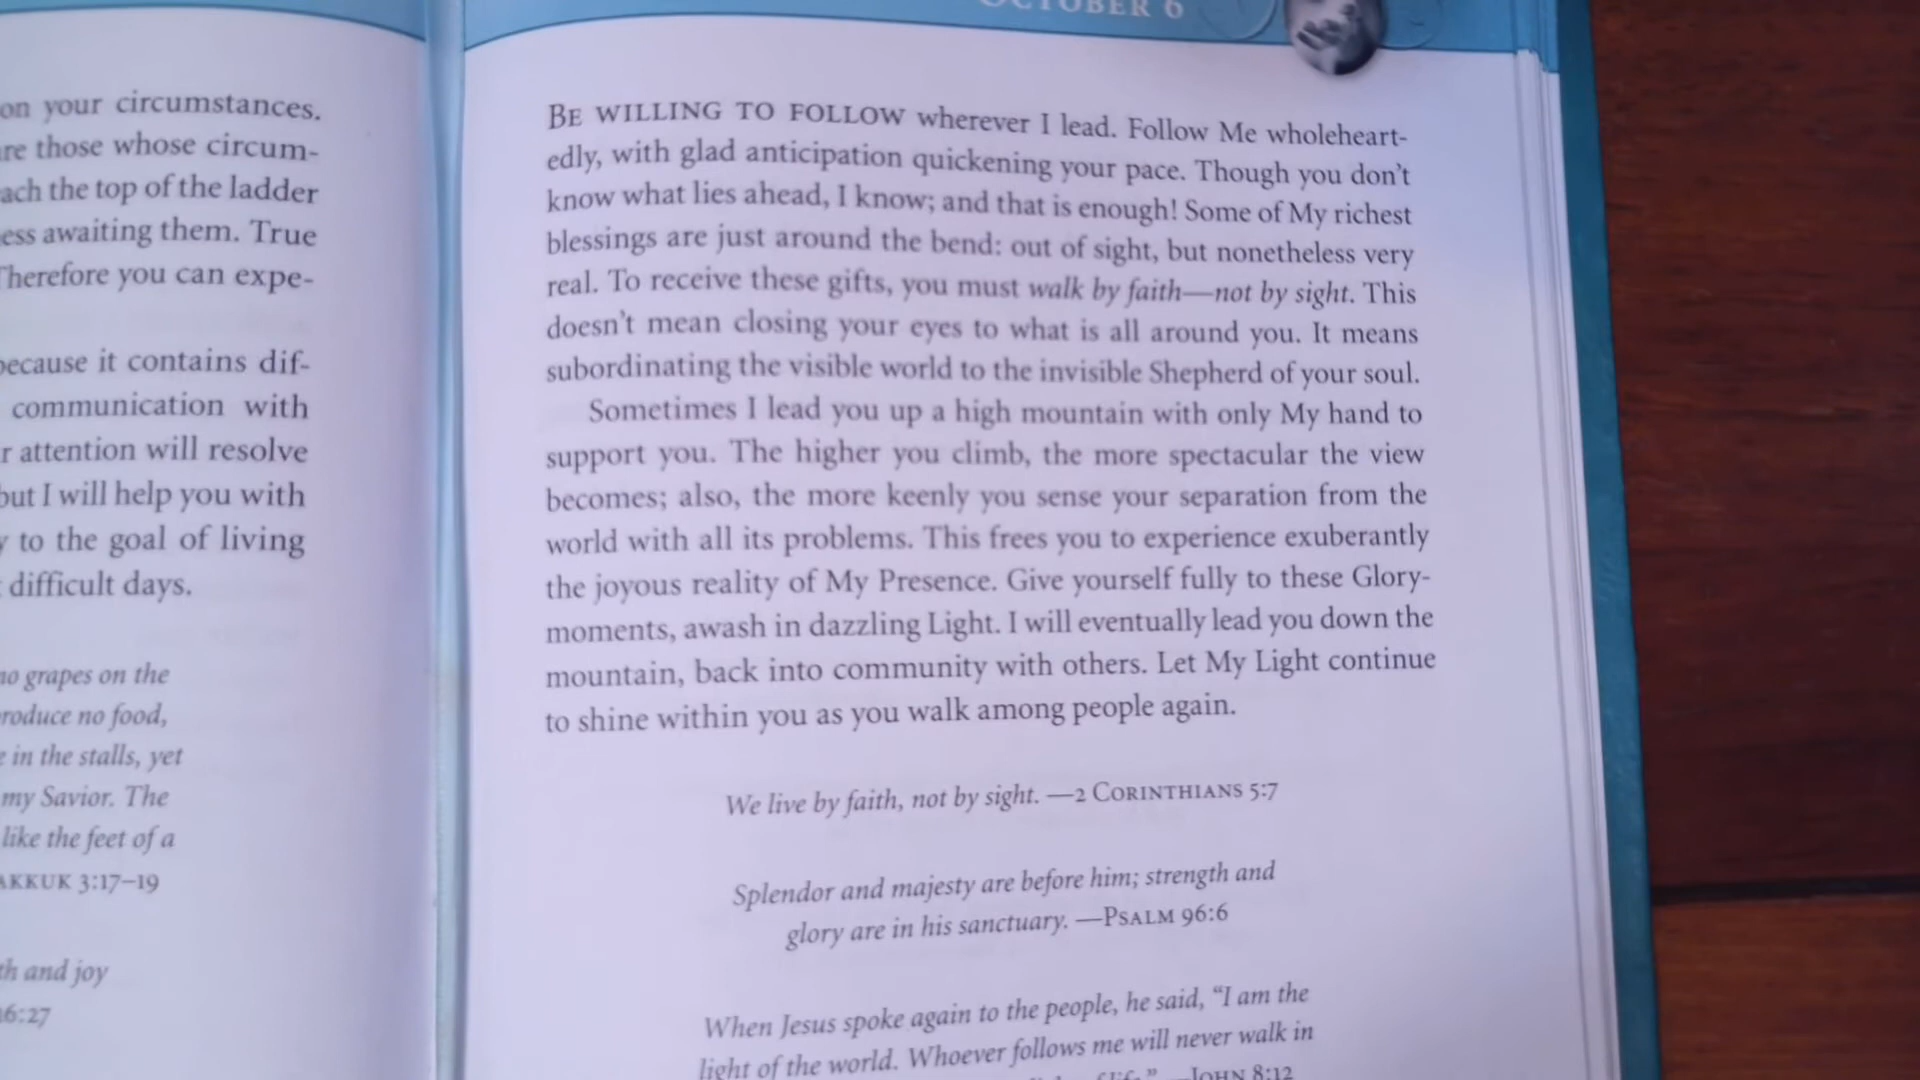 on your circumstances.
those whose circum-
the top of the ladder
awaiting them. True
Therefore you can expe-
because it contains dif-
communication with
attention will resolve
but I will help you with
to the goal of living
difficult days.
no grapes on the
produce no food,
in the stalls, yet
my Savior. The
like the feet of a
3:17–19
and joy
6:27
OCTOBER 6
BE WILLING TO FOLLOW wherever I lead. Follow Me wholeheart-
edly, with glad anticipation quickening your pace. Though you don't
know what lies ahead, I know; and that is enough! Some of My richest
blessings are just around the bend: out of sight, but nonetheless very
real. To receive these gifts, you must walk by faith—not by sight. This
doesn't mean closing your eyes to what is all around you. It means
subordinating the visible world to the invisible Shepherd of your soul.
Sometimes I lead you up a high mountain with only My hand to
support you. The higher you climb, the more spectacular the view
becomes; also, the more keenly you sense your separation from the
world with all its problems. This frees you to experience exuberantly
the joyous reality of My Presence. Give yourself fully to these Glory-
moments, awash in dazzling Light. I will eventually lead you down the
mountain, back into community with others. Let My Light continue
to shine within you as you walk among people again.
We live by faith, not by sight. —2 CORINTHIANS 5:7
Splendor and majesty are before him; strength and
glory are in his sanctuary. —PSALM 96:6
When Jesus spoke again to the people, he said, “I am the
light of the world. Whoever follows me will never walk in
—JOHN 8:12